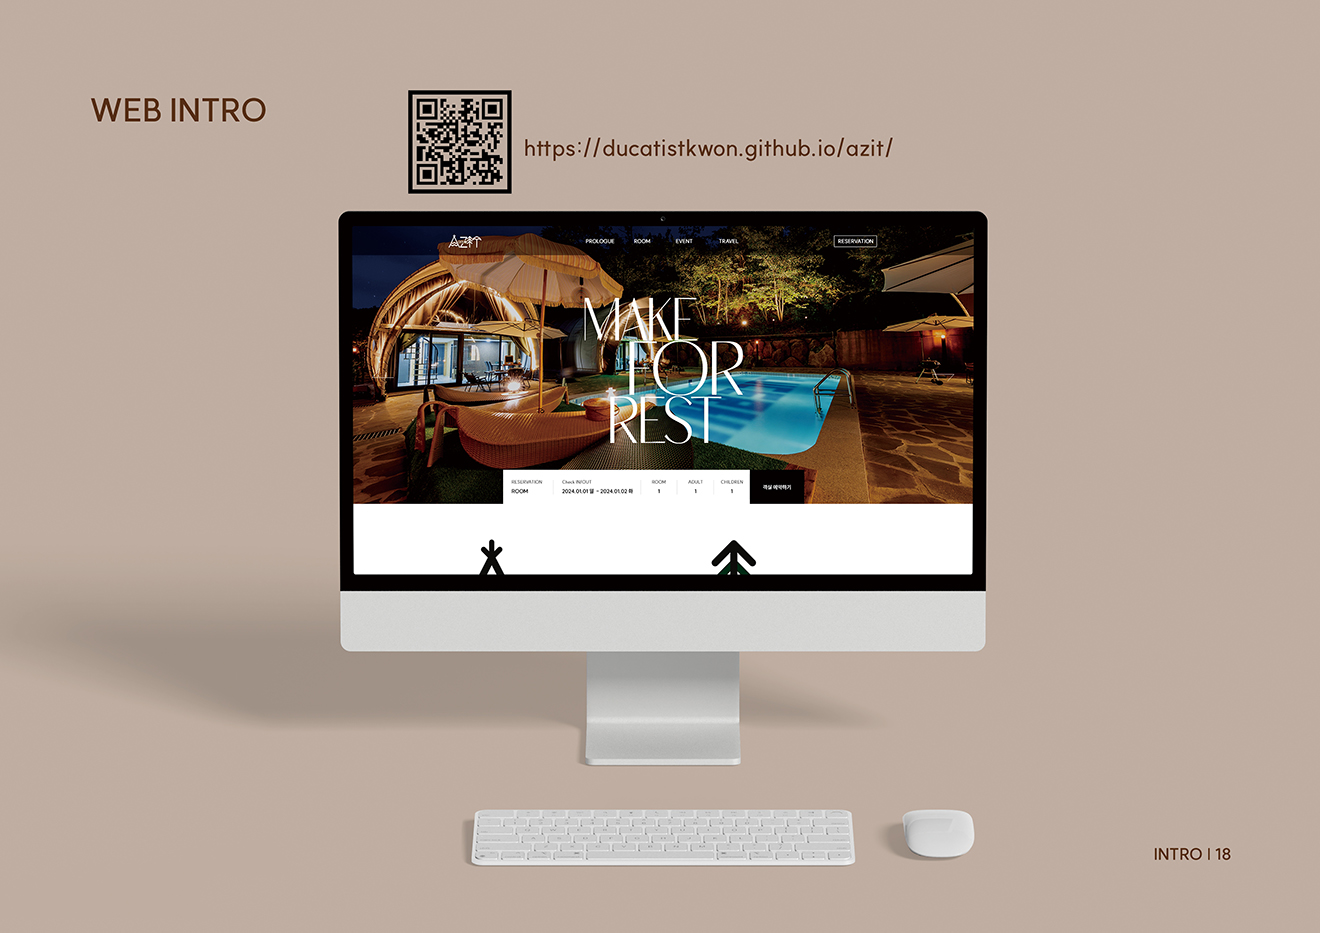 WEB INTRO
https://ducatistkwon.github.io/azit/
AZIT
PROLOGUE ROOM EVENT TRAVEL
RESERVATION
MAKE
FOR
REST
RESERVATION Check IN/OUT ROOM ADULT CHILDREN
ROOM 2024.01.01 월 ~ 2024.01.02 화 1 1 1
객실 예약하기
INTRO | 18